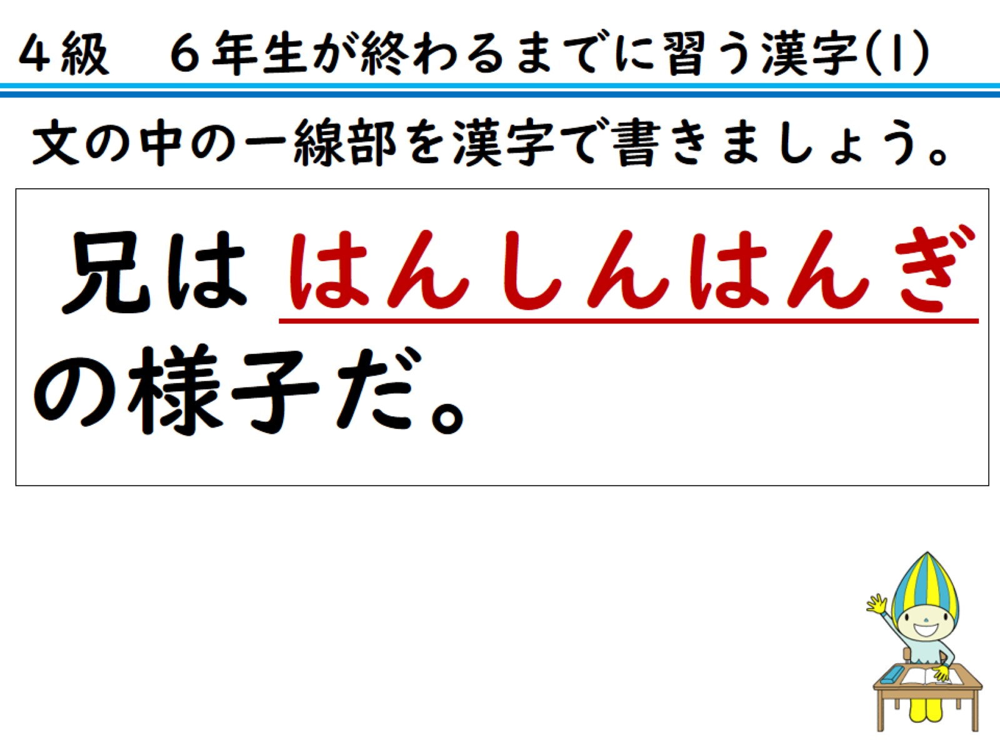 ４級　６年生が終わるまでに習う漢字(1)
文の中の一線部を漢字で書きましょう。
兄は はんしんはんぎ
の様子だ。